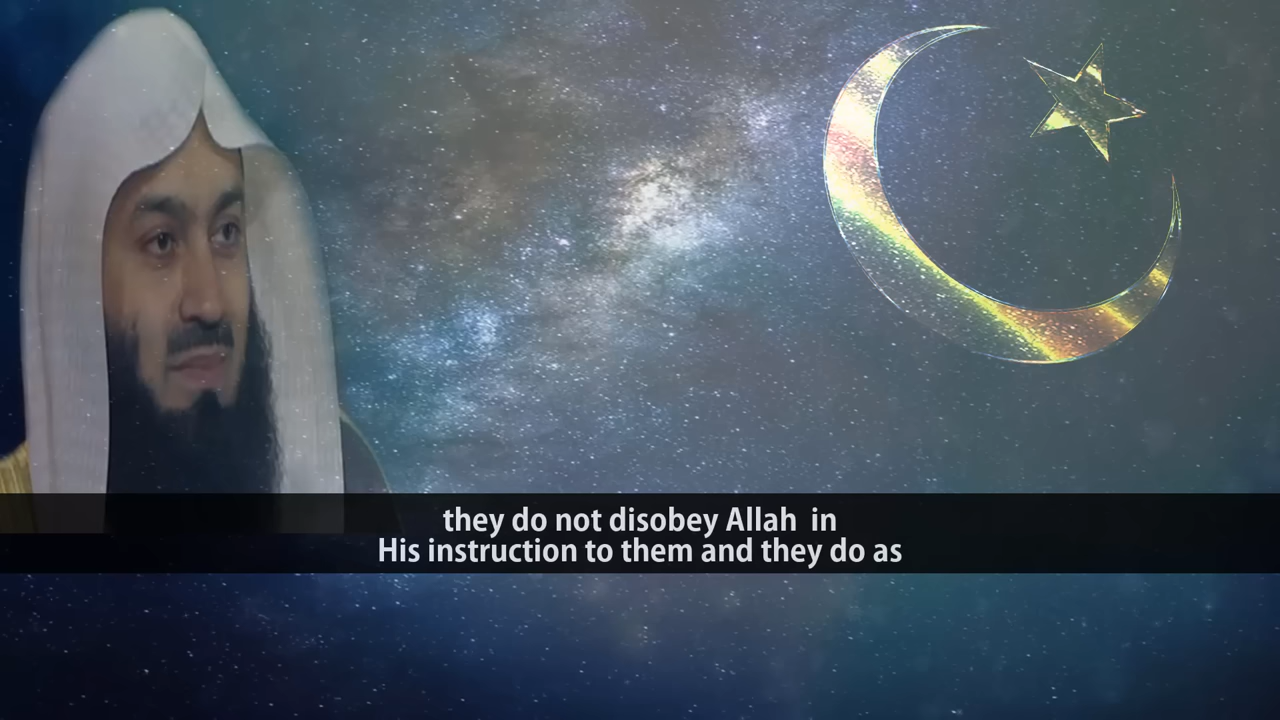 they do not disobey Allah  in
His instruction to them and they do as